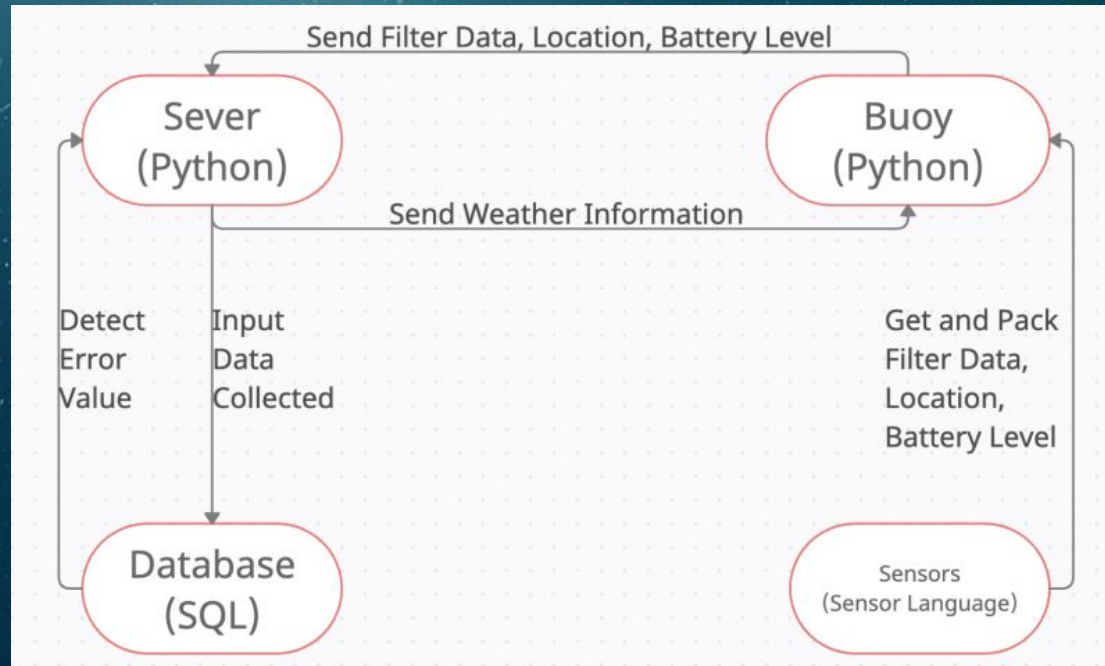 Send Filter Data, Location, Battery Level
Sever
(Python)
Buoy
(Python)
Send Weather Information
Detect
Error
Value
Input
Data
Collected
Get and Pack
Filter Data,
Location,
Battery Level
Database
(SQL)
Sensors
(Sensor Language)